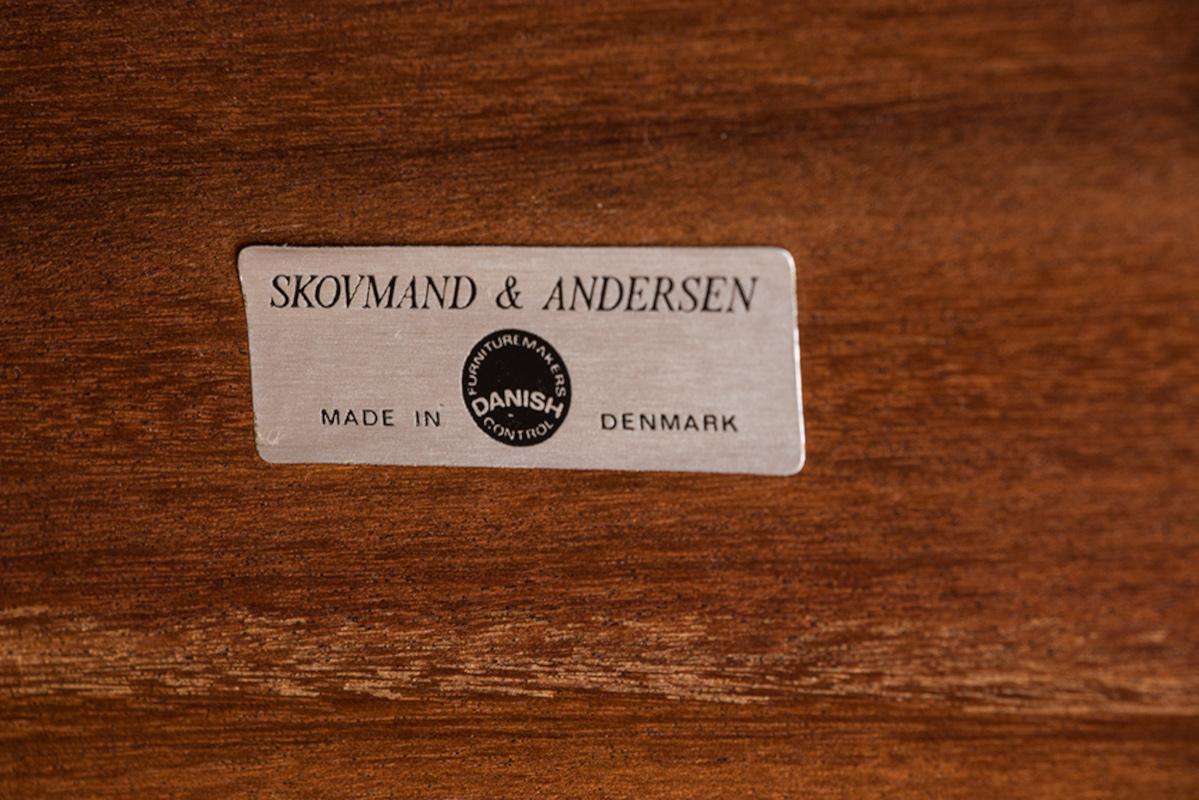 SKOVMAND & ANDERSEN
FURNITUREMAKERS
DANISH
CONTROL
MADE IN DENMARK